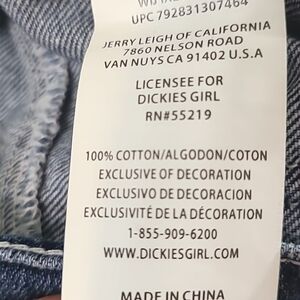 UPC 792831307464
JERRY LEIGH OF CALIFORNIA
7860 NELSON ROAD
VAN NUYS CA 91402 U.S.A
LICENSEE FOR
DICKIES GIRL
RN#55219
100% COTTON/ALGODON/COTON
EXCLUSIVE OF DECORATION
EXCLUSIVO DE DECORACION
EXCLUSIVITÉ DE LA DÉCORATION
1-855-909-6200
WWW.DICKIESGIRL.COM
MADE IN CHINA